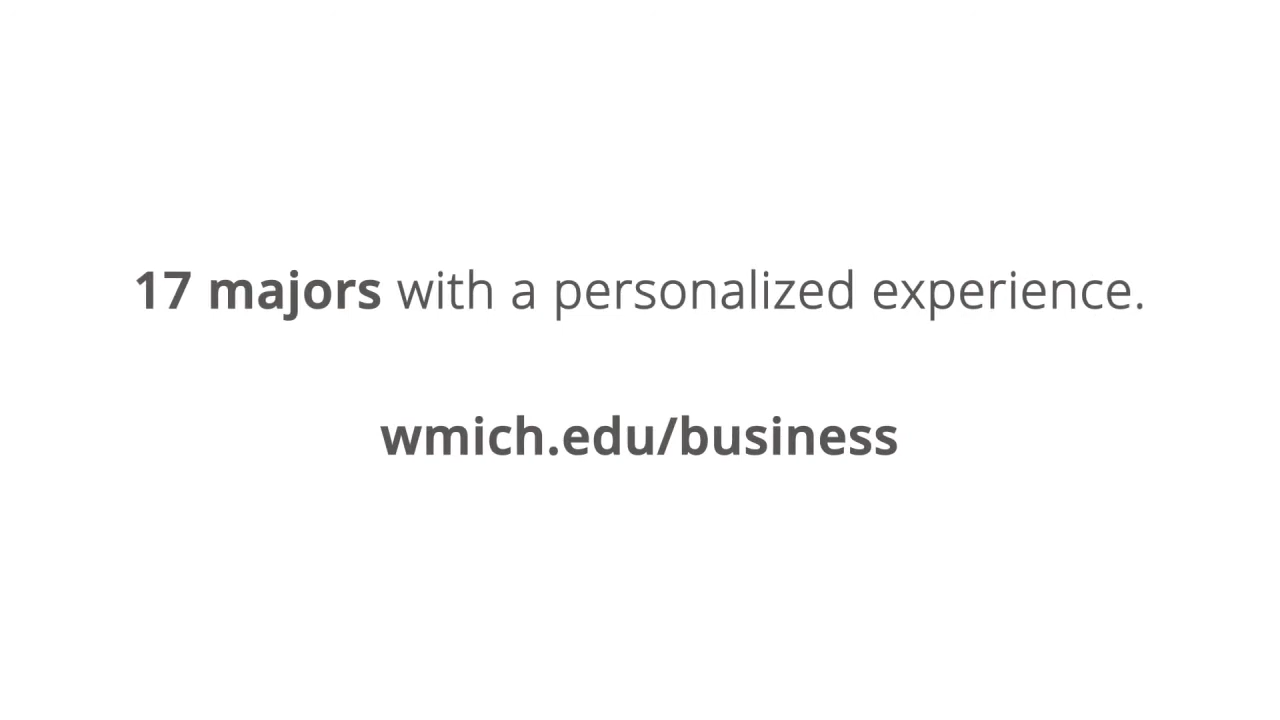 17 majors with a personalized experience.
wmich.edu/business